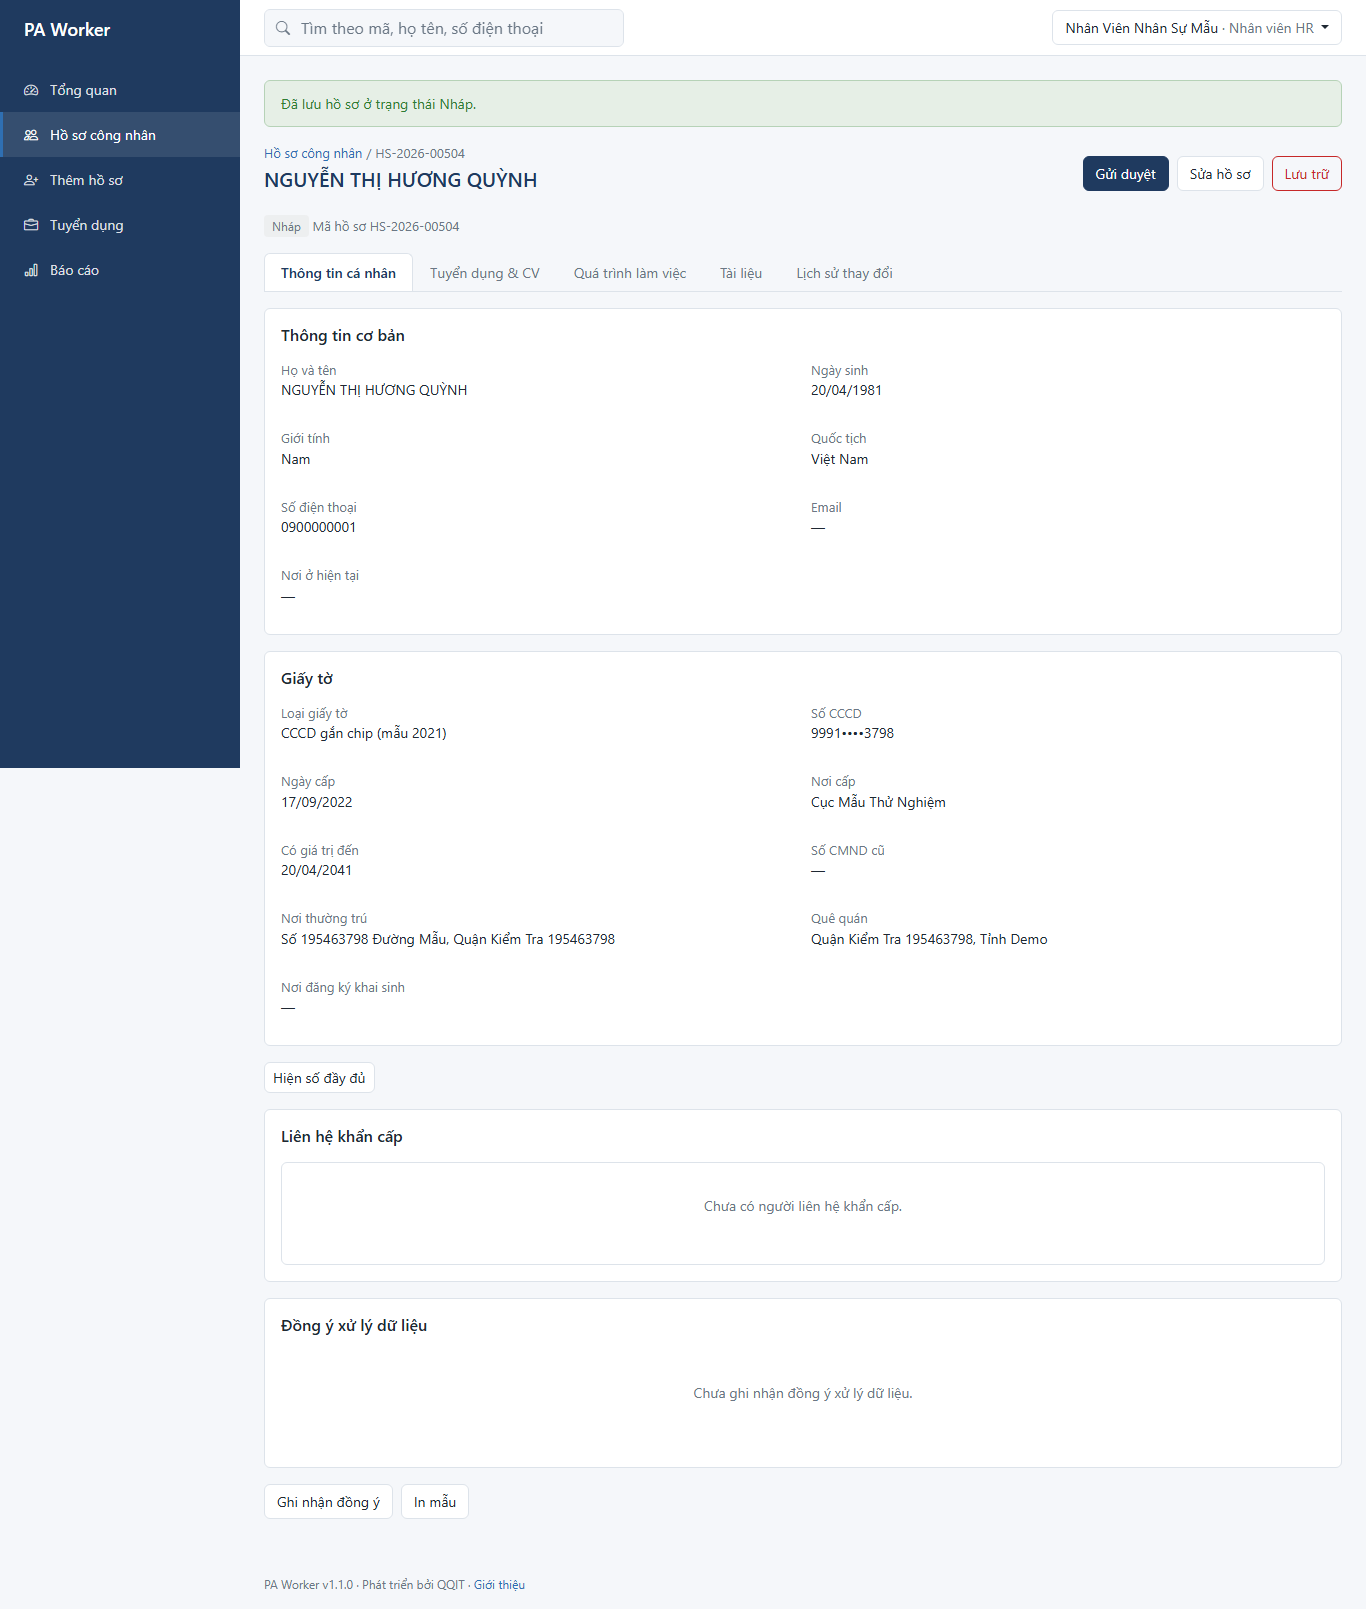 PA Worker
Tìm theo mã, họ tên, số điện thoại
Nhân Viên Nhân Sự Mẫu · Nhân viên HR
Tổng quan
Hồ sơ công nhân
Thêm hồ sơ
Tuyển dụng
Báo cáo
Đã lưu hồ sơ ở trạng thái Nháp.
Hồ sơ công nhân / HS-2026-00504
NGUYỄN THỊ HƯƠNG QUỲNH
Gửi duyệt
Sửa hồ sơ
Lưu trữ
Nháp Mã hồ sơ HS-2026-00504
Thông tin cá nhân
Tuyển dụng & CV
Quá trình làm việc
Tài liệu
Lịch sử thay đổi
Thông tin cơ bản
Họ và tên
NGUYỄN THỊ HƯƠNG QUỲNH
Ngày sinh
20/04/1981
Giới tính
Nam
Quốc tịch
Việt Nam
Số điện thoại
0900000001
Email
—
Nơi ở hiện tại
—
Giấy tờ
Loại giấy tờ
CCCD gắn chip (mẫu 2021)
Số CCCD
9991••••3798
Ngày cấp
17/09/2022
Nơi cấp
Cục Mẫu Thử Nghiệm
Có giá trị đến
20/04/2041
Số CMND cũ
—
Nơi thường trú
Số 195463798 Đường Mẫu, Quận Kiểm Tra 195463798
Quê quán
Quận Kiểm Tra 195463798, Tỉnh Demo
Nơi đăng ký khai sinh
—
Hiện số đầy đủ
Liên hệ khẩn cấp
Chưa có người liên hệ khẩn cấp.
Đồng ý xử lý dữ liệu
Chưa ghi nhận đồng ý xử lý dữ liệu.
Ghi nhận đồng ý
In mẫu
PA Worker v1.1.0 · Phát triển bởi QQIT · Giới thiệu